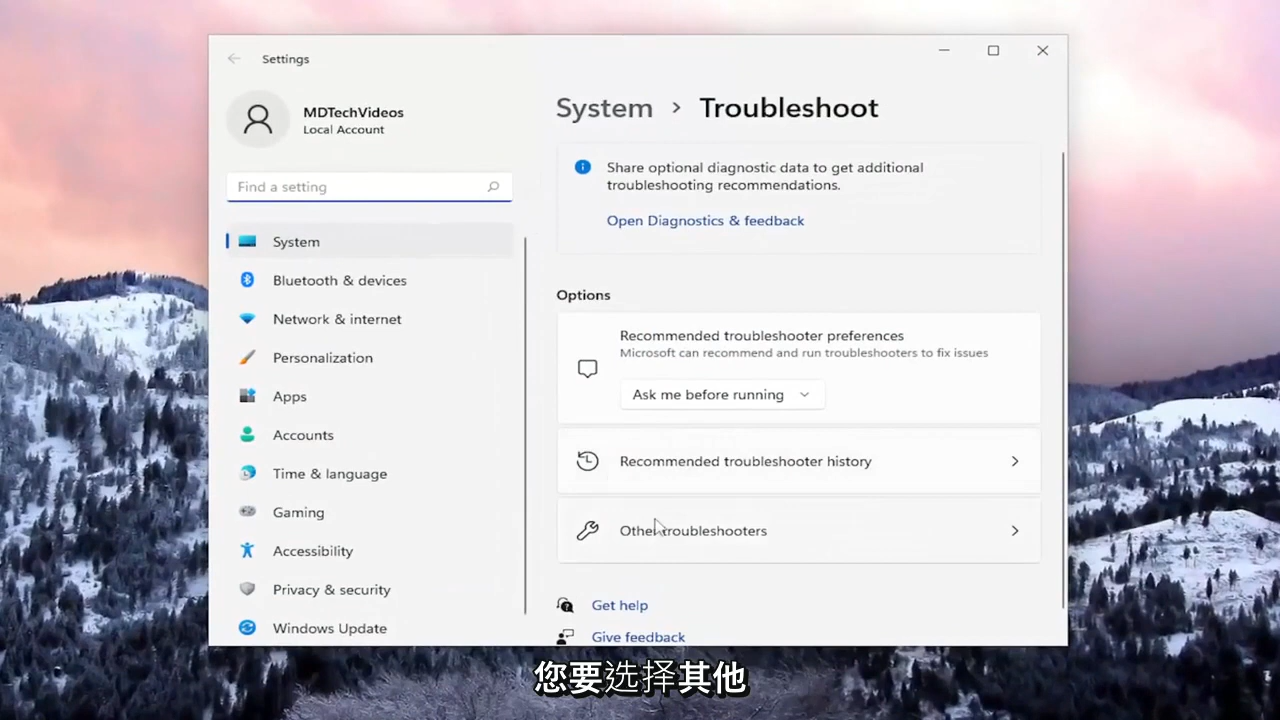 Settings
MDTechVideos
Local Account
Find a setting
System
Bluetooth & devices
Network & internet
Personalization
Apps
Accounts
Time & language
Gaming
Accessibility
Privacy & security
Windows Update
System > Troubleshoot
Share optional diagnostic data to get additional
troubleshooting recommendations.
Open Diagnostics & feedback
Options
Recommended troubleshooter preferences
Microsoft can recommend and run troubleshooters to fix issues
Ask me before running
Recommended troubleshooter history
Other troubleshooters
Get help
Give feedback
您要选择其他